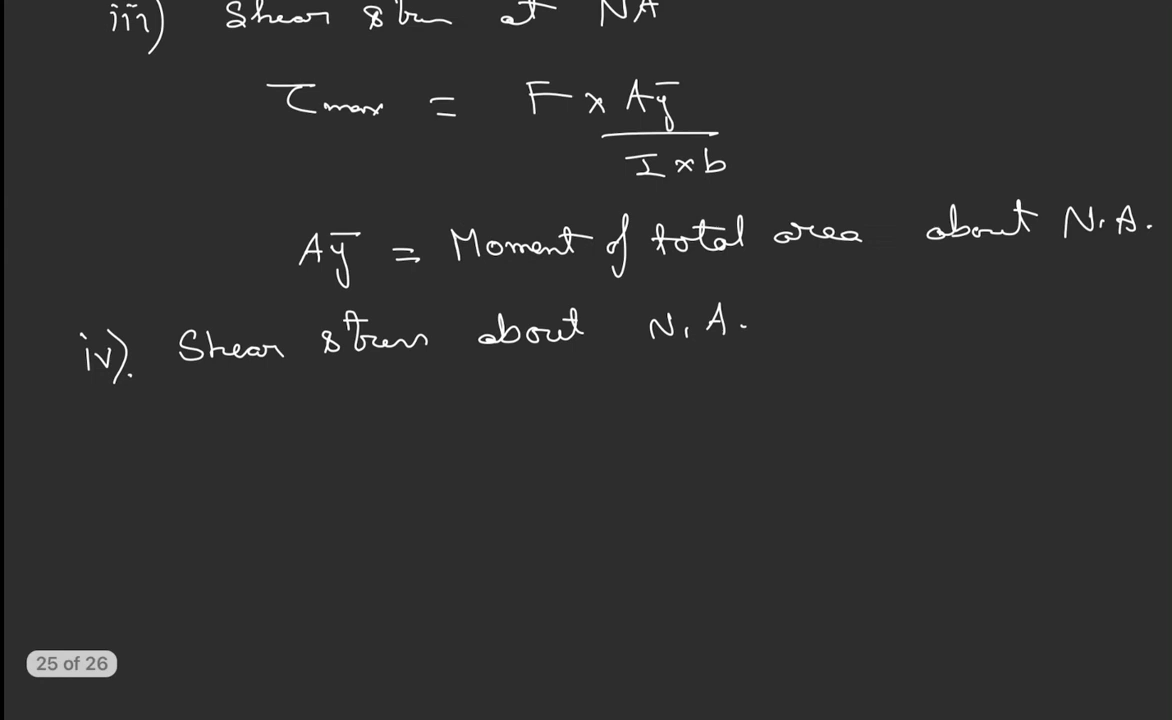 iii) Shear stress at NA
τmax = F × Aȳ
I × b
Aȳ = Moment of total area about N.A.
iv). Shear stress about N.A.
25 of 26